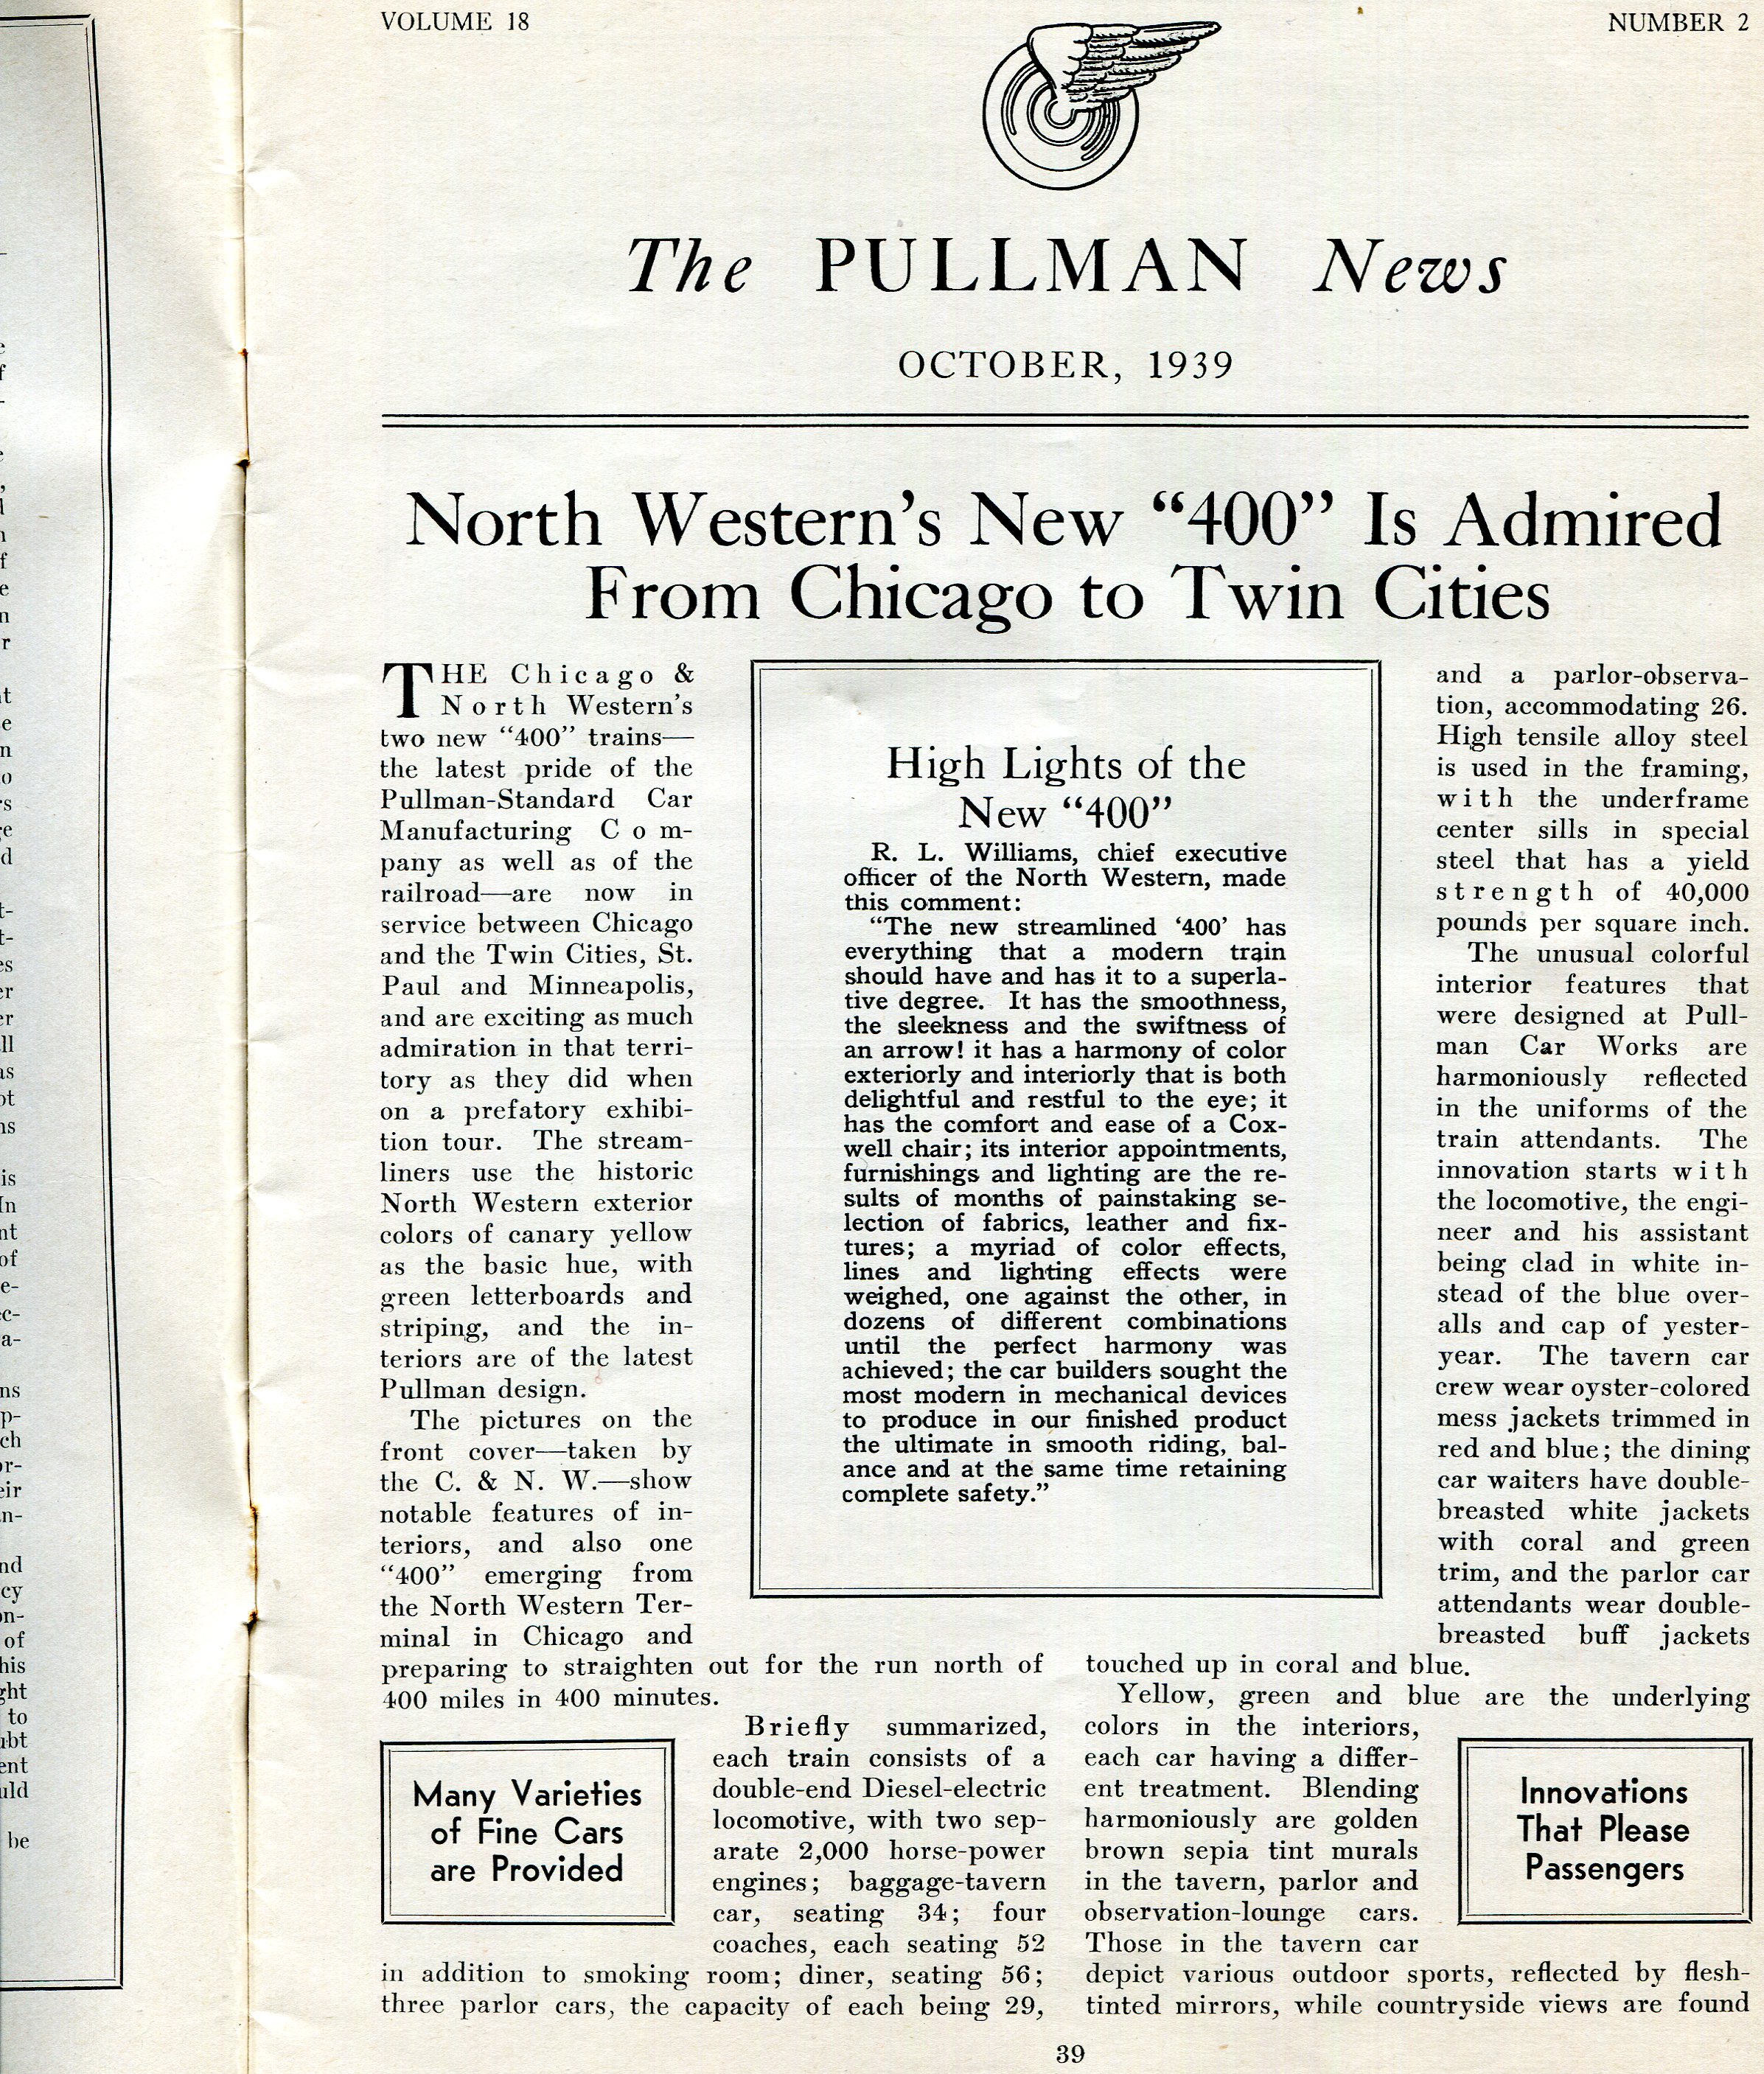 VOLUME 18
NUMBER 2
The PULLMAN News
OCTOBER, 1939
North Western's New "400" Is Admired
From Chicago to Twin Cities
THE Chicago &
North Western's
two new "400" trains—
the latest pride of the
Pullman-Standard Car
Manufacturing Com-
pany as well as of the
railroad—are now in
service between Chicago
and the Twin Cities, St.
Paul and Minneapolis,
and are exciting as much
admiration in that terri-
tory as they did when
on a prefatory exhibi-
tion tour. The stream-
liners use the historic
North Western exterior
colors of canary yellow
as the basic hue, with
green letterboards and
striping, and the in-
teriors are of the latest
Pullman design.
The pictures on the
front cover—taken by
the C. & N. W.—show
notable features of in-
teriors, and also one
"400" emerging from
the North Western Ter-
minal in Chicago and
preparing to straighten out for the run north of
400 miles in 400 minutes.
Many Varieties
of Fine Cars
are Provided
Briefly summarized,
each train consists of a
double-end Diesel-electric
locomotive, with two sep-
arate 2,000 horse-power
engines; baggage-tavern
car, seating 34; four
coaches, each seating 52
in addition to smoking room; diner, seating 56;
three parlor cars, the capacity of each being 29,
High Lights of the
New "400"
R. L. Williams, chief executive
officer of the North Western, made
this comment:
"The new streamlined '400' has
everything that a modern train
should have and has it to a superla-
tive degree. It has the smoothness,
the sleekness and the swiftness of
an arrow! it has a harmony of color
exteriorly and interiorly that is both
delightful and restful to the eye; it
has the comfort and ease of a Cox-
well chair; its interior appointments,
furnishings and lighting are the re-
sults of months of painstaking se-
lection of fabrics, leather and fix-
tures; a myriad of color effects,
lines and lighting effects were
weighed, one against the other, in
dozens of different combinations
until the perfect harmony was
achieved; the car builders sought the
most modern in mechanical devices
to produce in our finished product
the ultimate in smooth riding, bal-
ance and at the same time retaining
complete safety."
and a parlor-observa-
tion, accommodating 26.
High tensile alloy steel
is used in the framing,
with the underframe
center sills in special
steel that has a yield
strength of 40,000
pounds per square inch.
The unusual colorful
interior features that
were designed at Pull-
man Car Works are
harmoniously reflected
in the uniforms of the
train attendants. The
innovation starts with
the locomotive, the engi-
neer and his assistant
being clad in white in-
stead of the blue over-
alls and cap of yester-
year. The tavern car
crew wear oyster-colored
mess jackets trimmed in
red and blue; the dining
car waiters have double-
breasted white jackets
with coral and green
trim, and the parlor car
attendants wear double-
breasted buff jackets
touched up in coral and blue.
Yellow, green and blue are the underlying
colors in the interiors,
each car having a differ-
ent treatment. Blending
harmoniously are golden
brown sepia tint murals
in the tavern, parlor and
observation-lounge cars.
Those in the tavern car
depict various outdoor sports, reflected by flesh-
tinted mirrors, while countryside views are found
Innovations
That Please
Passengers
39